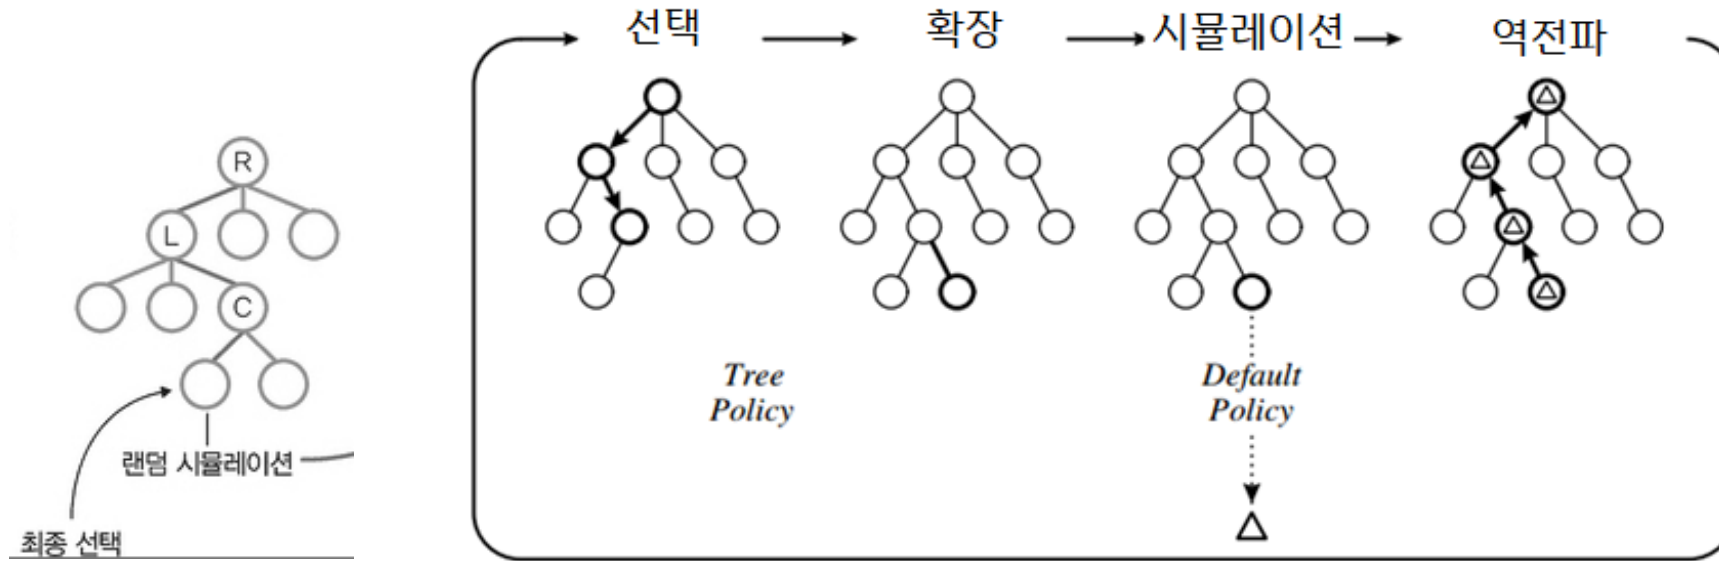 R
L
C
랜덤 시뮬레이션
최종 선택
선택
확장
시뮬레이션
역전파
Tree
Policy
Default
Policy